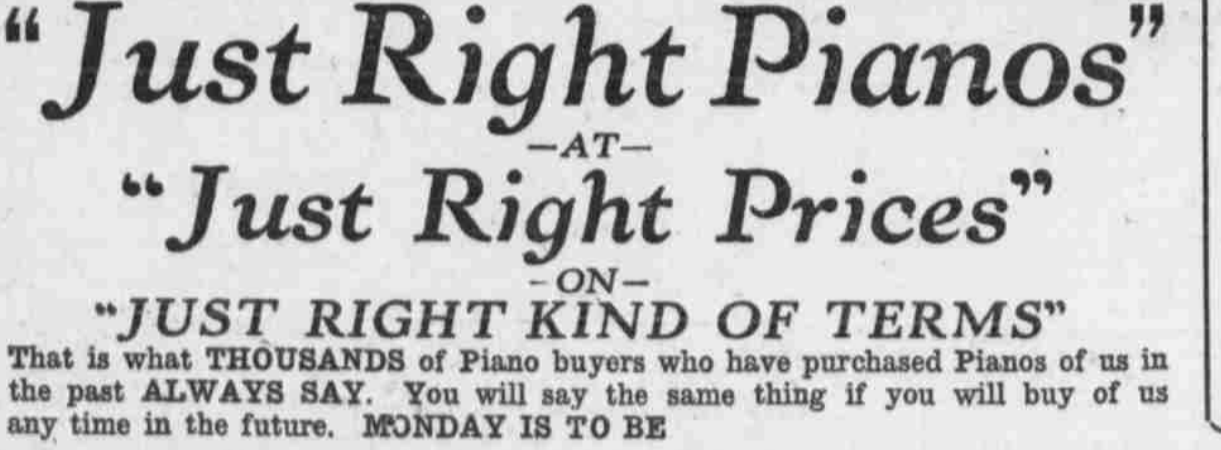 “Just Right Pianos”
—AT—
“Just Right Prices”
-ON—
“JUST RIGHT KIND OF TERMS”
That is what THOUSANDS of Piano buyers who have purchased Pianos of us in
the past ALWAYS SAY. You will say the same thing if you will buy of us
any time in the future. MONDAY IS TO BE